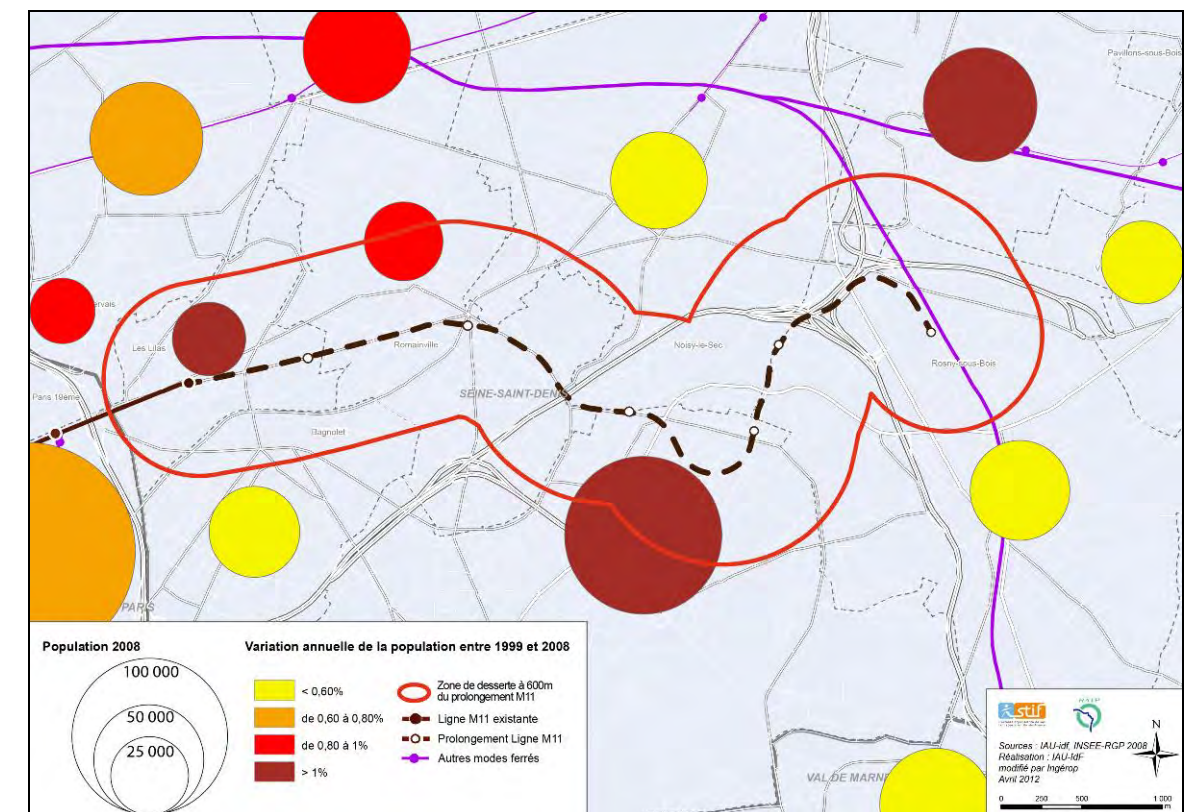 Pavillons-sous-Bois
ervais
Les Lilas
Romainville
Noisy-le-Sec
Rosny-sous-Bois
SEINE-SAINT-DENIS
Paris 19ème
Bagnolet
PARIS
VAL DE MARNE
Population 2008
100 000
50 000
25 000
Variation annuelle de la population entre 1999 et 2008
< 0,60%
de 0,60 à 0,80%
de 0,80 à 1%
> 1%
Zone de desserte à 600m
du prolongement M11
Ligne M11 existante
Prolongement Ligne M11
Autres modes ferrés
stif
N
Sources : IAU-idf, INSEE-RGP 2008
Réalisation : IAU-îdF
modifié par Ingérop
Avril 2012
0 250 500 1 000
m